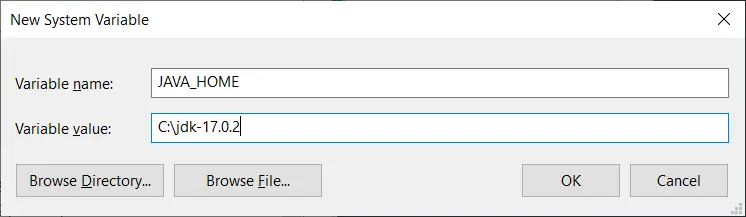 New System Variable
Variable name: JAVA_HOME
Variable value: C:\jdk-17.0.2
Browse Directory... Browse File... OK Cancel